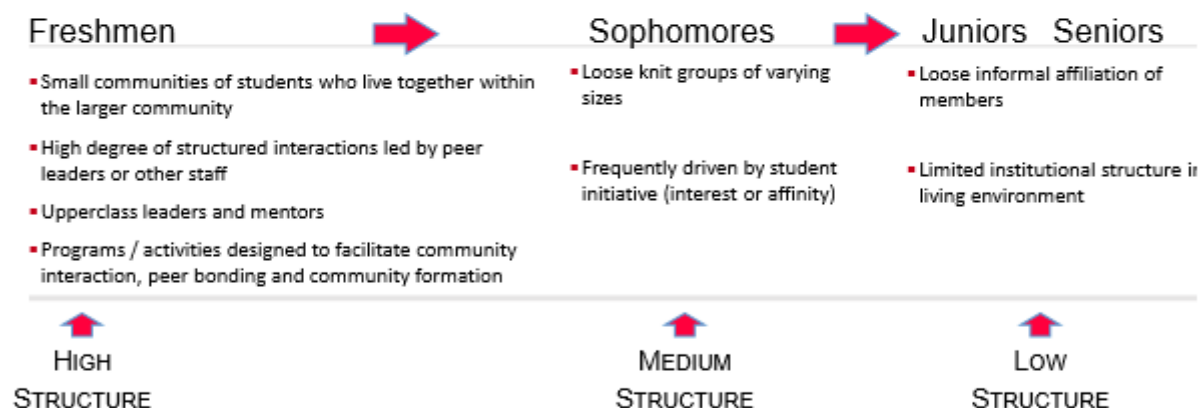 Freshmen
Sophomores
Juniors Seniors
▪ Small communities of students who live together within
the larger community
▪ High degree of structured interactions led by peer
leaders or other staff
▪ Upperclass leaders and mentors
▪ Programs / activities designed to facilitate community
interaction, peer bonding and community formation
▪ Loose knit groups of varying
sizes
▪ Frequently driven by student
initiative (interest or affinity)
▪ Loose informal affiliation of
members
▪ Limited institutional structure in
living environment
HIGH
STRUCTURE
MEDIUM
STRUCTURE
LOW
STRUCTURE